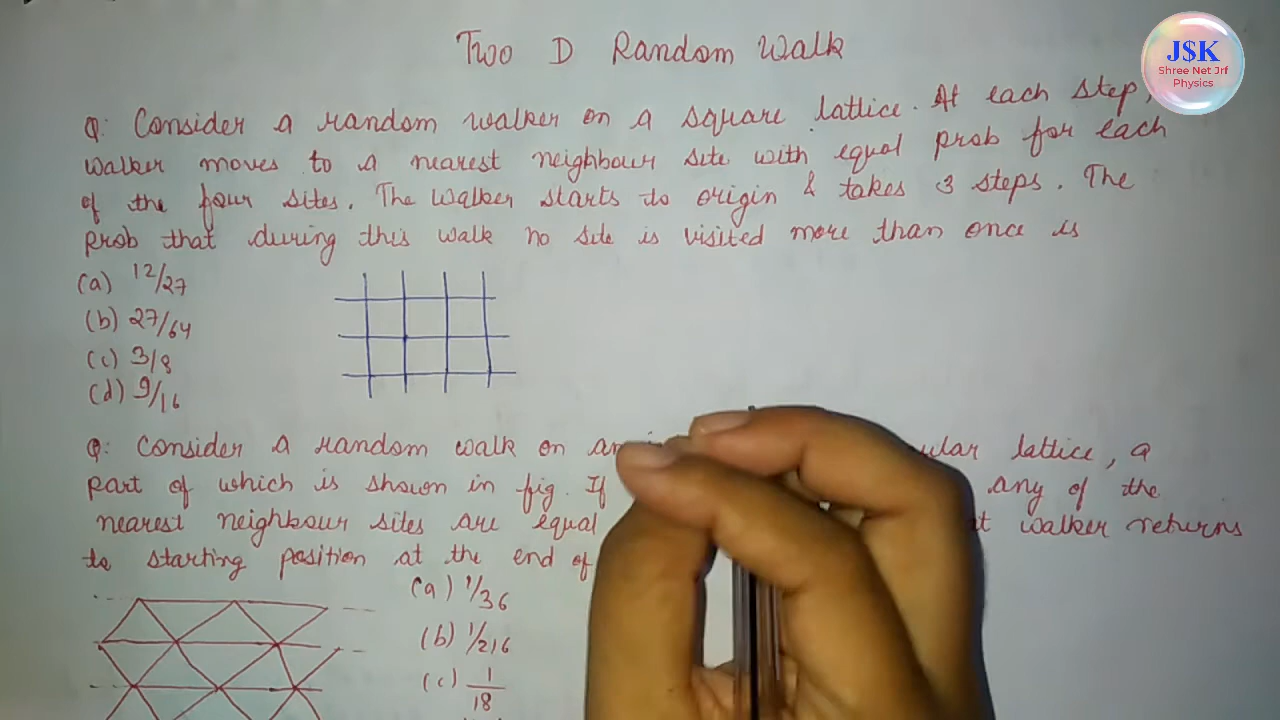 Two D Random Walk
J$K
Shree Net Jrf
Physics
Q: Consider a random walker on a square lattice. At each step,
walker moves to a nearest neighbour site with equal prob for each
of the four sites. The walker starts to origin & takes 3 steps. The
prob that during this walk no site is visited more than once is
(a) 12/27
(b) 27/64
(c) 3/8
(d) 9/16
Q: Consider a random walk on an ular lattice, a
part of which is shown in fig. If any of the
nearest neighbour sites are equal walker returns
to starting position at the end of
(a) 1/36
(b) 1/216
(c) 1/18